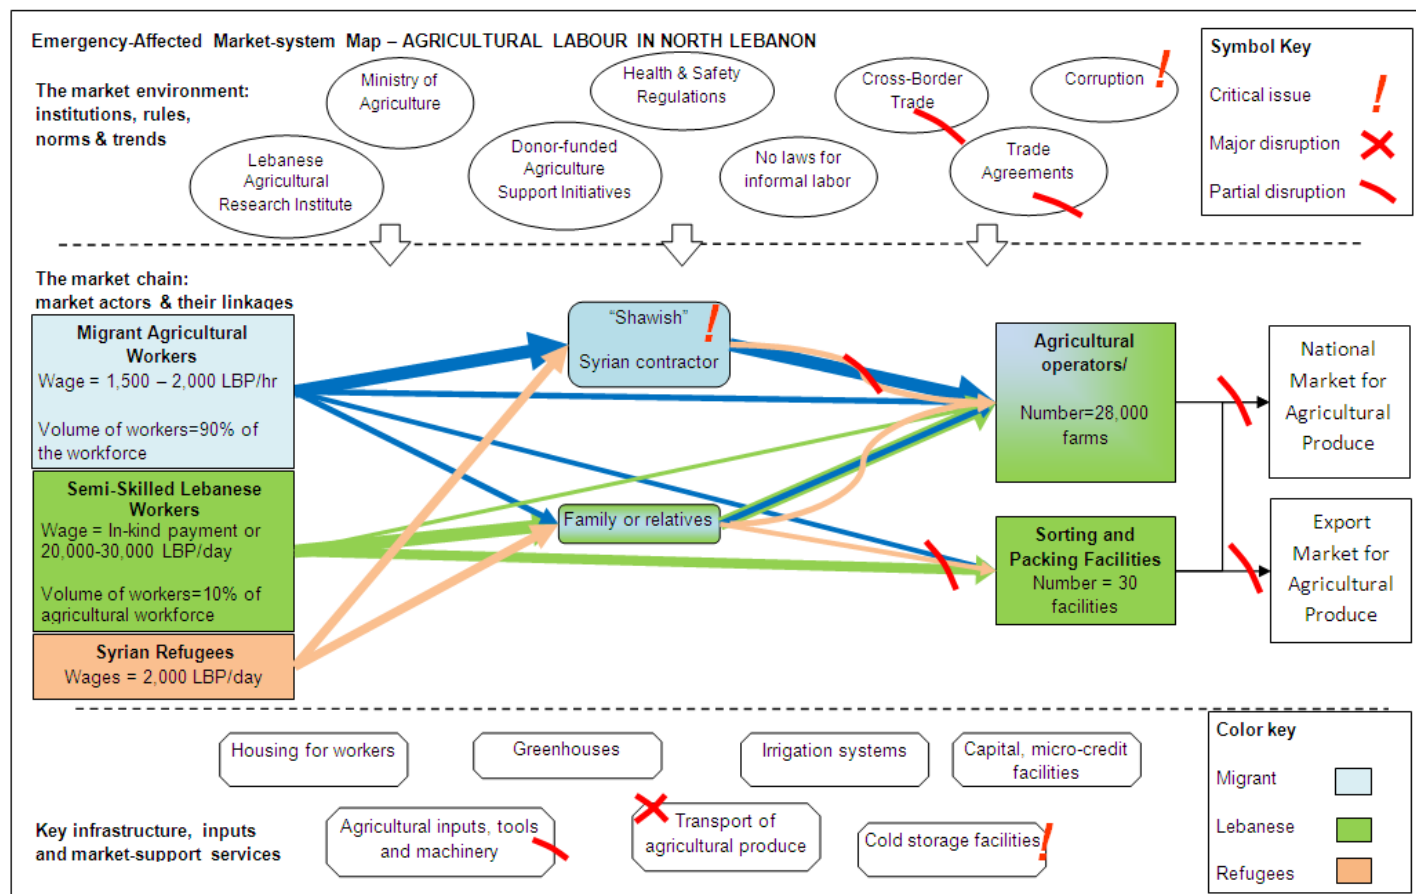 Emergency-Affected Market-system Map – AGRICULTURAL LABOUR IN NORTH LEBANON
The market environment:
institutions, rules,
norms & trends
Ministry of
Agriculture
Health & Safety
Regulations
Cross-Border
Trade
Corruption
Lebanese
Agricultural
Research Institute
Donor-funded
Agriculture
Support Initiatives
No laws for
informal labor
Trade
Agreements
Symbol Key
Critical issue
Major disruption
Partial disruption
The market chain:
market actors & their linkages
Migrant Agricultural
Workers
Wage = 1,500 – 2,000 LBP/hr
Volume of workers=90% of
the workforce
Semi-Skilled Lebanese
Workers
Wage = In-kind payment or
20,000-30,000 LBP/day
Volume of workers=10% of
agricultural workforce
Syrian Refugees
Wages = 2,000 LBP/day
“Shawish”
Syrian contractor
Family or relatives
Agricultural
operators/
Number=28,000
farms
Sorting and
Packing Facilities
Number = 30
facilities
National
Market for
Agricultural
Produce
Export
Market for
Agricultural
Produce
Key infrastructure, inputs
and market-support services
Housing for workers
Greenhouses
Irrigation systems
Capital, micro-credit
facilities
Agricultural inputs, tools
and machinery
Transport of
agricultural produce
Cold storage facilities
Color key
Migrant
Lebanese
Refugees